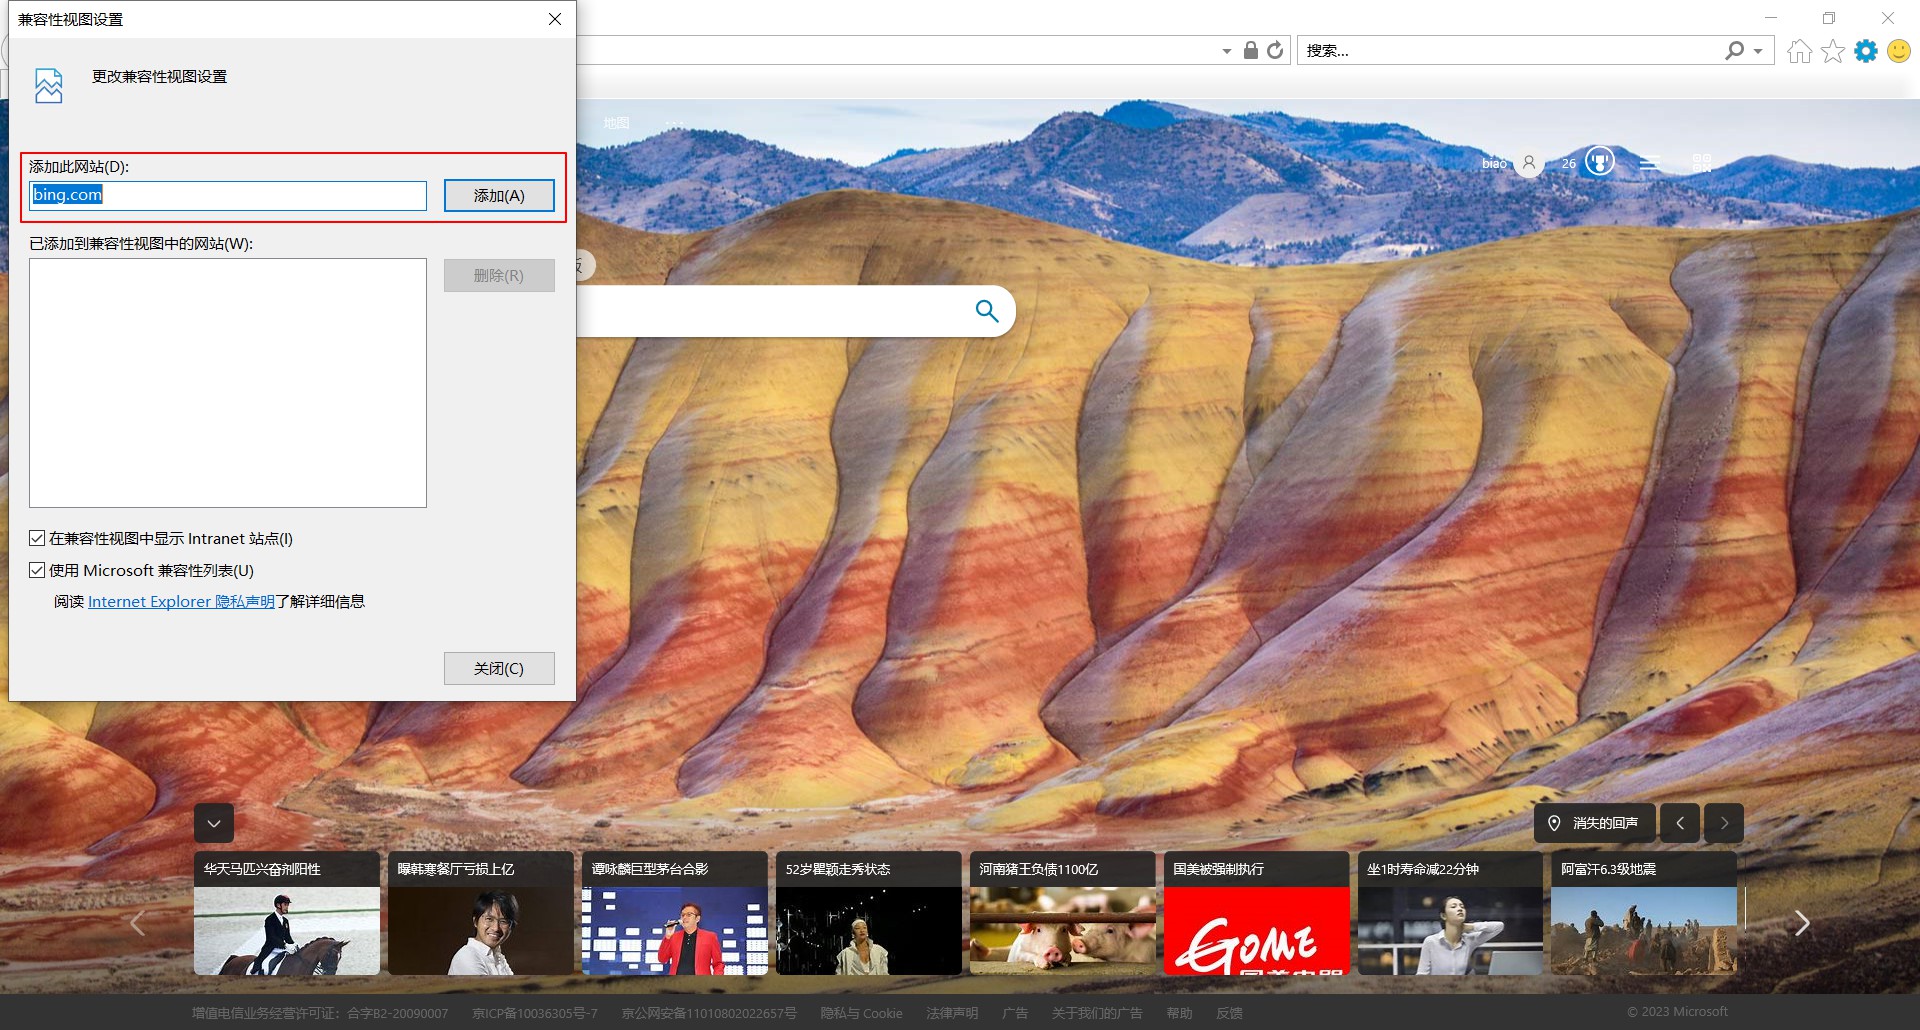 兼容性视图设置
搜索...
更改兼容性视图设置
地图
...
添加此网站(D):
bing.com
添加(A)
biao
26
已添加到兼容性视图中的网站(W):
删除(R)
在兼容性视图中显示 Intranet 站点(I)
使用 Microsoft 兼容性列表(U)
阅读 Internet Explorer 隐私声明了解详细信息
关闭(C)
消失的回声
华天马匹兴奋剂阳性
曝韩寒餐厅亏损上亿
谭咏麟巨型茅台合影
52岁瞿颖走秀状态
河南猪王负债1100亿
国美被强制执行
坐1时寿命减22分钟
阿富汗6.3级地震
GOME
增值电信业务经营许可证：合字B2-20090007
京ICP备10036305号-7
京公网安备11010802022657号
隐私与 Cookie
法律声明
广告
关于我们的广告
帮助
反馈
© 2023 Microsoft